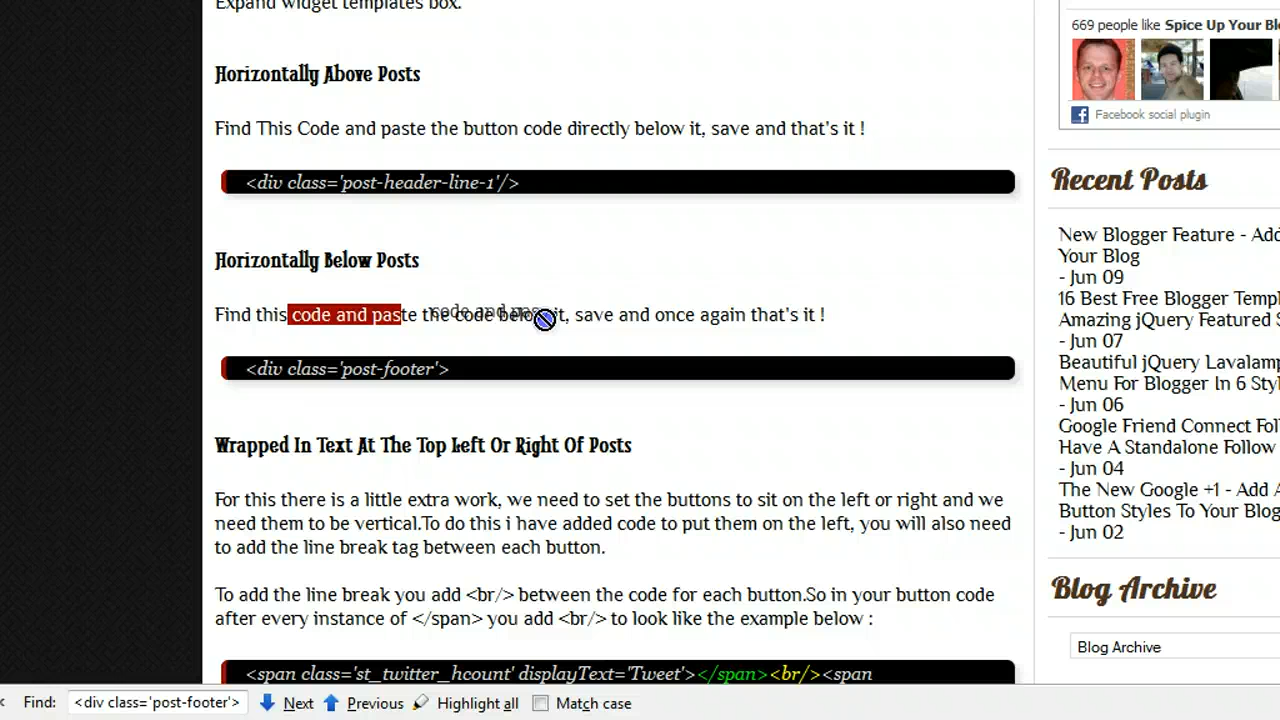 Expand widget templates box.
Horizontally Above Posts
Find This Code and paste the button code directly below it, save and that's it !
<div class='post-header-line-1'/>
Horizontally Below Posts
Find this code and paste the code below it, save and once again that's it !
code and pas
<div class='post-footer'>
Wrapped In Text At The Top Left Or Right Of Posts
For this there is a little extra work, we need to set the buttons to sit on the left or right and we
need them to be vertical.To do this i have added code to put them on the left, you will also need
to add the line break tag between each button.
To add the line break you add <br/> between the code for each button.So in your button code
after every instance of </span> you add <br/> to look like the example below :
<span class='st_twitter_hcount' displayText='Tweet'></span><br/><span
669 people like Spice Up Your Blo
Facebook social plugin
Recent Posts
New Blogger Feature - Add
Your Blog
- Jun 09
16 Best Free Blogger Templ
Amazing jQuery Featured S
- Jun 07
Beautiful jQuery Lavalamp
Menu For Blogger In 6 Styl
- Jun 06
Google Friend Connect Fol
Have A Standalone Follow
- Jun 04
The New Google +1 - Add A
Button Styles To Your Blog
- Jun 02
Blog Archive
Blog Archive
Find: <div class='post-footer'> Next Previous Highlight all Match case